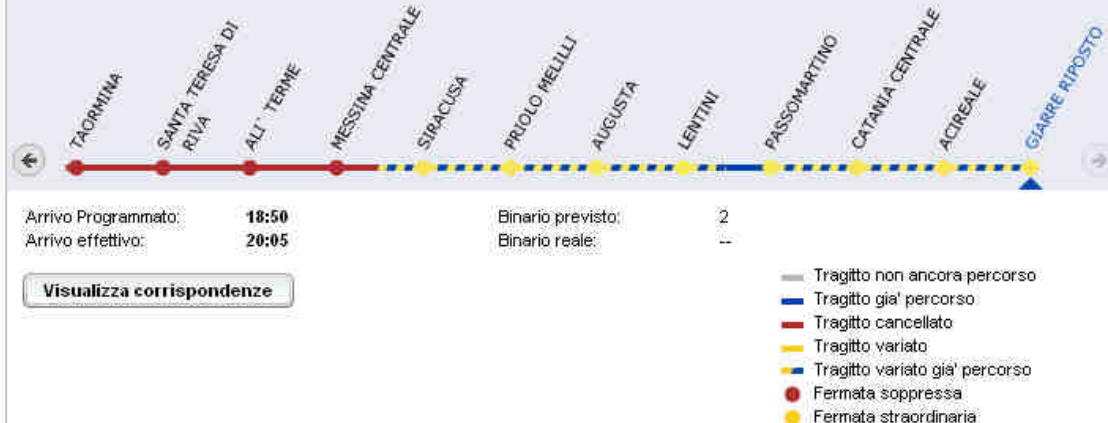 TAORMINA
SANTA TERESA DI
RIVA
ALI` TERME
MESSINA CENTRALE
SIRACUSA
PRIOLO MELILLI
AUGUSTA
LENTINI
PASSOMARTINO
CATANIA CENTRALE
ACIREALE
GIARRE RIPOSTO
Arrivo Programmato: 18:50 Binario previsto: 2
Arrivo effettivo: 20:05 Binario reale: --
Visualizza corrispondenze
Tragitto non ancora percorso
Tragitto già' percorso
Tragitto cancellato
Tragitto variato
Tragitto variato già' percorso
Fermata soppressa
Fermata straordinaria